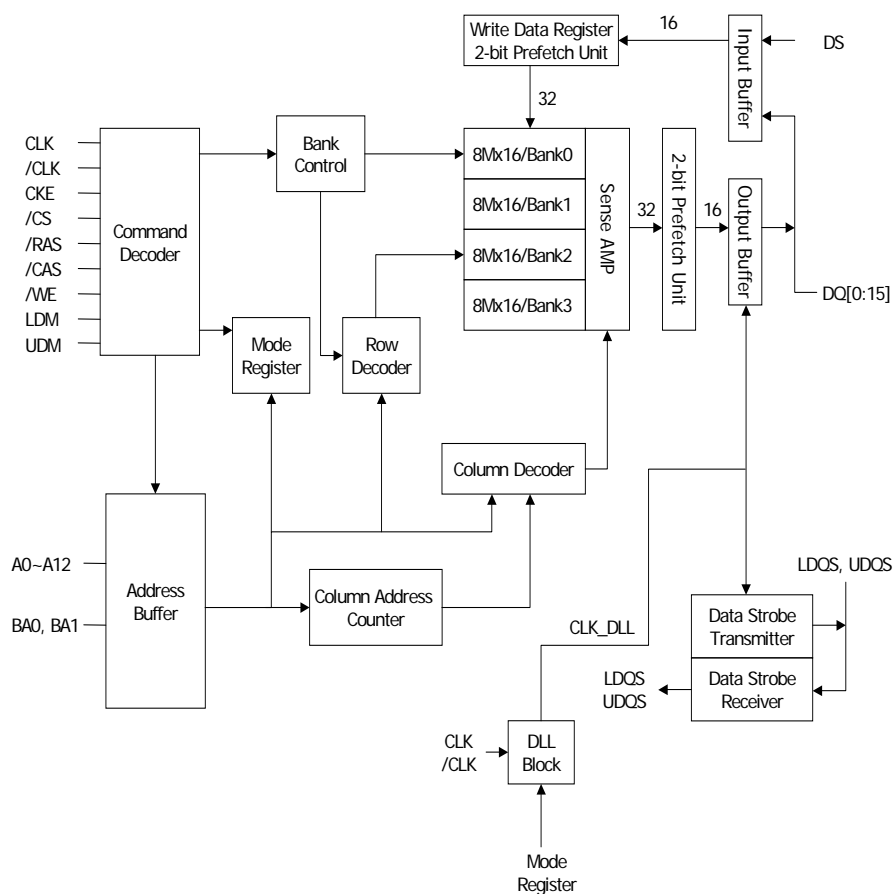 Write Data Register
2-bit Prefetch Unit
16
Input Buffer
DS
32
CLK
/CLK
CKE
/CS
/RAS
/CAS
/WE
LDM
UDM
Command
Decoder
Bank
Control
8Mx16/Bank0
8Mx16/Bank1
8Mx16/Bank2
8Mx16/Bank3
Sense AMP
32
2-bit Prefetch Unit
16
Output Buffer
DQ[0:15]
Mode
Register
Row
Decoder
Column Decoder
A0~A12
BA0, BA1
Address
Buffer
Column Address
Counter
CLK_DLL
LDQS, UDQS
Data Strobe
Transmitter
Data Strobe
Receiver
LDQS
UDQS
CLK
/CLK
DLL
Block
Mode
Register